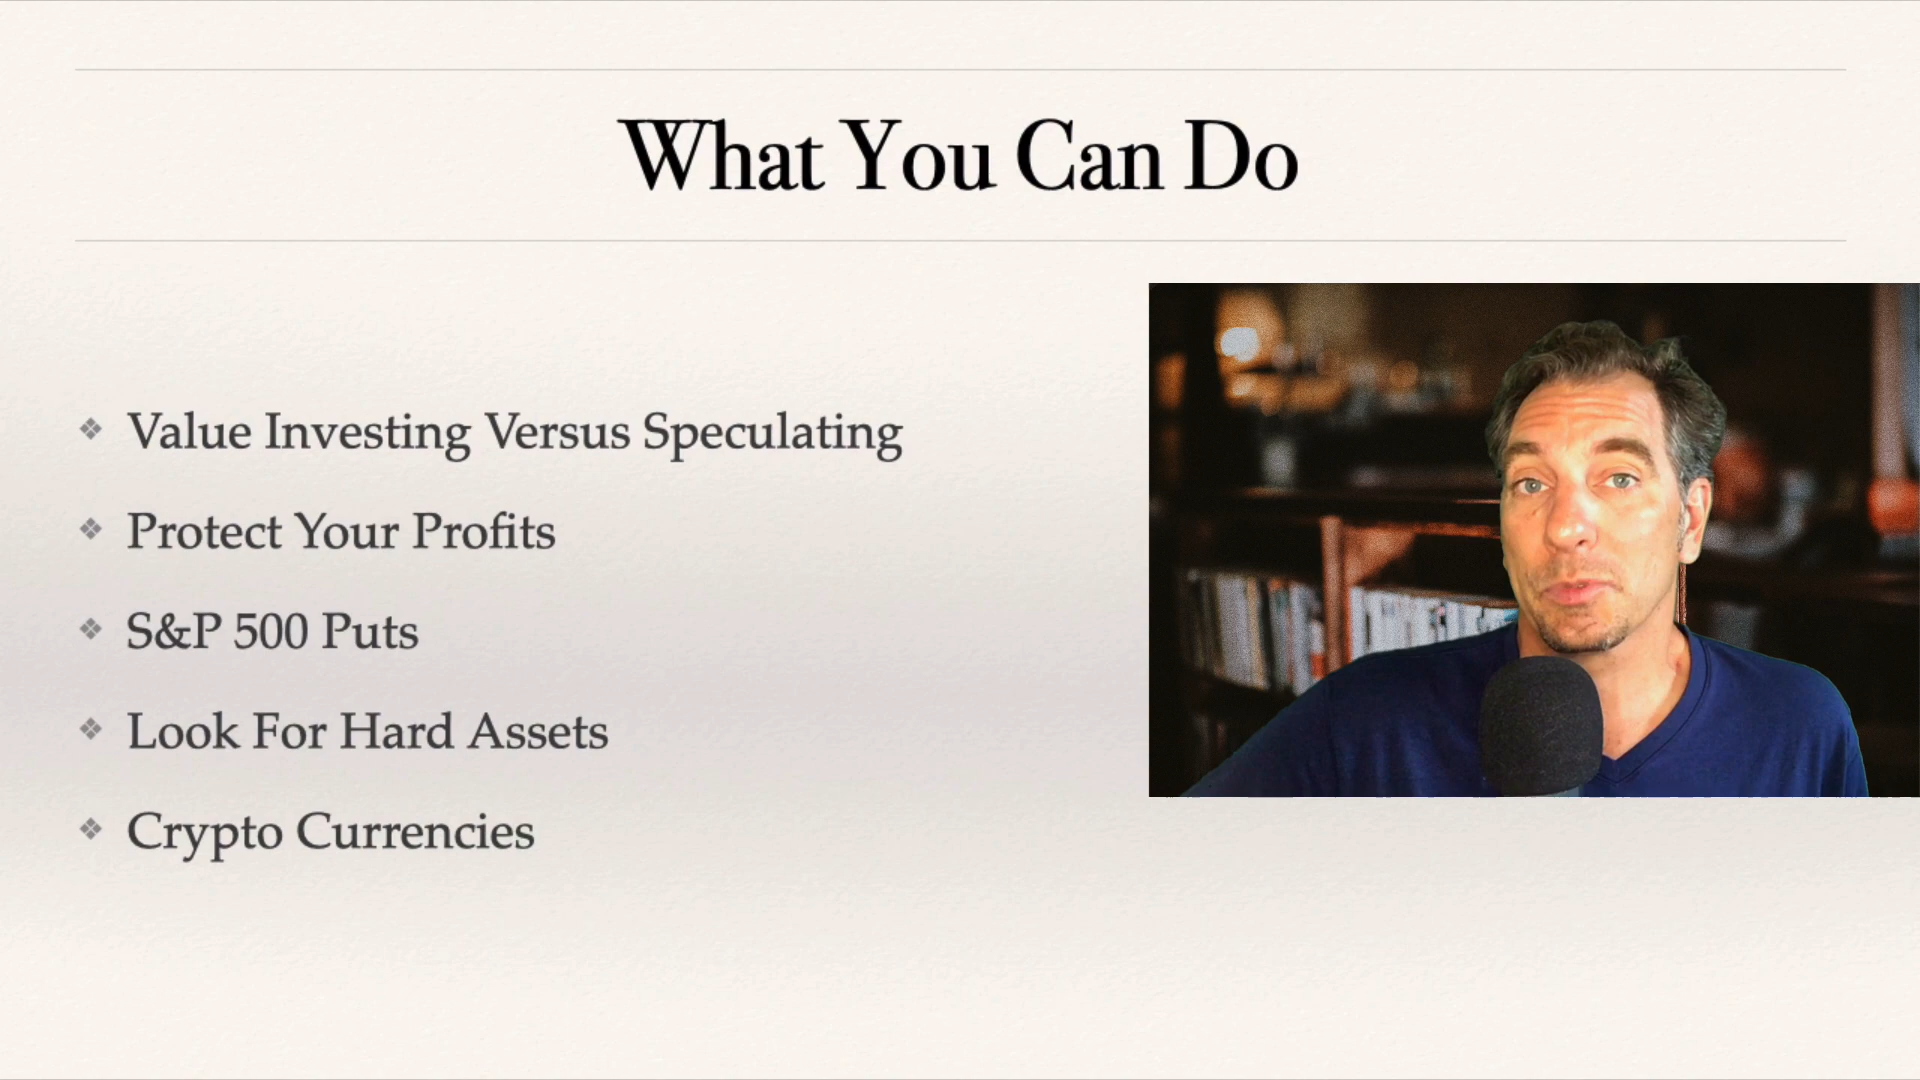 What You Can Do
Value Investing Versus Speculating
Protect Your Profits
S&P 500 Puts
Look For Hard Assets
Crypto Currencies